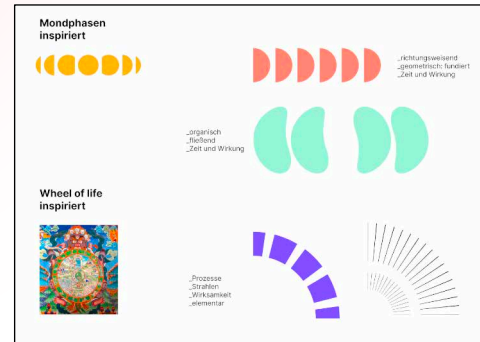 Mondphasen
inspiriert
_richtungsweisend
_geometrisch: fundiert
_Zeit und Wirkung
_organisch
_fließend
_Zeit und Wirkung
Wheel of life
inspiriert
_Prozesse
_Strahlen
_Wirksamkeit
_elementar